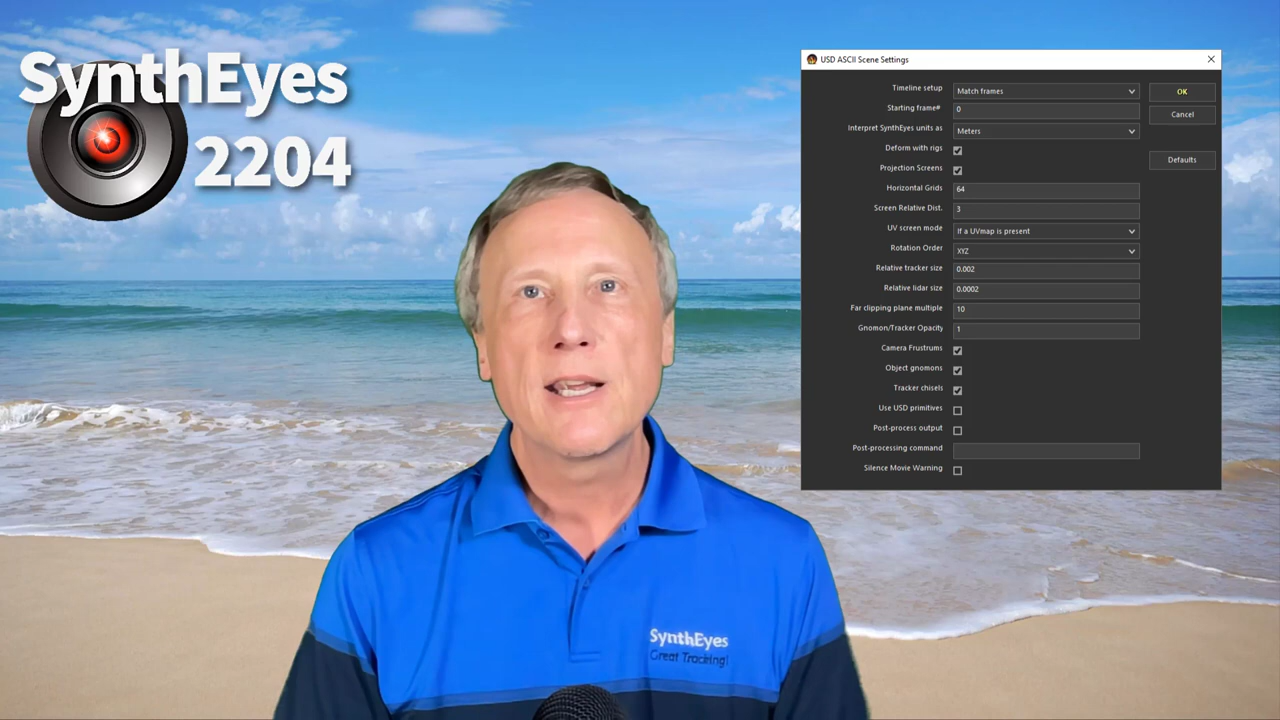 SynthEyes
2204
USD ASCII Scene Settings
Timeline setup Match frames OK
Starting frame# 0 Cancel
Interpret SynthEyes units as Meters
Deform with rigs
Defaults
Projection Screens
Horizontal Grids 64
Screen Relative Dist. 3
UV screen mode If a UVmap is present
Rotation Order XYZ
Relative tracker size 0.002
Relative lidar size 0.0002
Far clipping plane multiple 10
Gnomon/Tracker Opacity 1
Camera Frustrums
Object gnomons
Tracker chisels
Use USD primitives
Post-process output
Post-processing command
Silence Movie Warning
SynthEyes
Great Tracking!